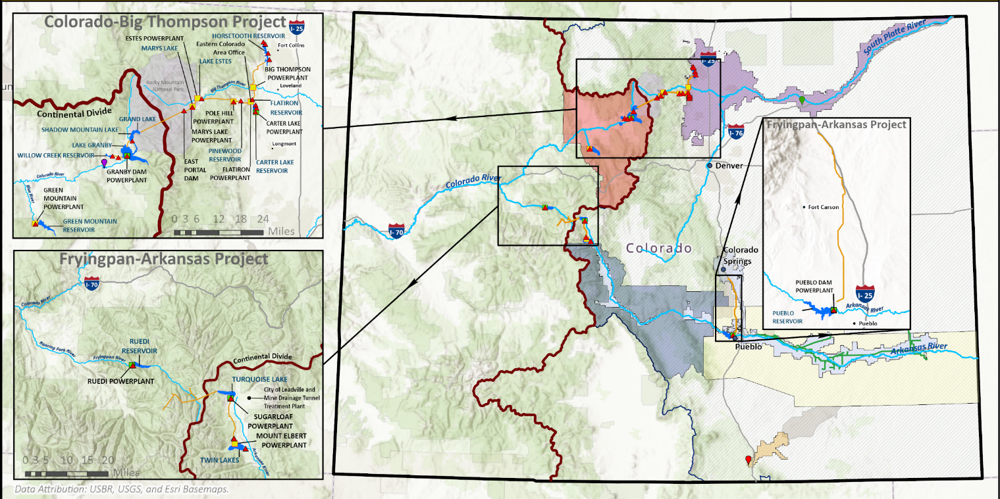 Colorado-Big Thompson Project
I- 25
HORSETOOTH RESERVOIR
ESTES POWERPLANT
Eastern Colorado
Area Office
Fort Collins
MARYS LAKE
LAKE ESTES
BIG THOMPSON
POWERPLANT
Rocky Mountain
National Park
Big Thompson River
Loveland
Continental Divide
FLATIRON
RESERVOIR
GRAND LAKE
POLE HILL
POWERPLANT
CARTER LAKE
POWERPLANT
SHADOW MOUNTAIN LAKE
MARYS LAKE
POWERPLANT
LAKE GRANBY
Longmont
WILLOW CREEK RESERVOIR
PINEWOOD
RESERVOIR
EAST
PORTAL
DAM
CARTER LAKE
RESERVOIR
GRANBY DAM
POWERPLANT
FLATIRON
POWERPLANT
Colorado River
Blue River
GREEN
MOUNTAIN
POWERPLANT
GREEN MOUNTAIN
RESERVOIR
0 3 6 12 18 24
Miles
Fryingpan-Arkansas Project
I- 70
Colorado River
Roaring Fork River
RUEDI
RESERVOIR
Fryingpan River
RUEDI POWERPLANT
Continental Divide
TURQUOISE LAKE
City of Leadville and
Mine Drainage Tunnel
Treatment Plant
SUGARLOAF
POWERPLANT
MOUNT ELBERT
POWERPLANT
TWIN LAKES
Arkansas River
0 3 5 10 15 20
Miles
Data Attribution: USBR, USGS, and Esri Basemaps.
South Platte River
I- 25
I- 76
Denver
Colorado River
I- 70
Colorado
Colorado
Springs
Pueblo
Arkansas River
Fryingpan-Arkansas Project
Fort Carson
PUEBLO DAM
POWERPLANT
I- 25
PUEBLO
RESERVOIR
Arkansas River
Pueblo